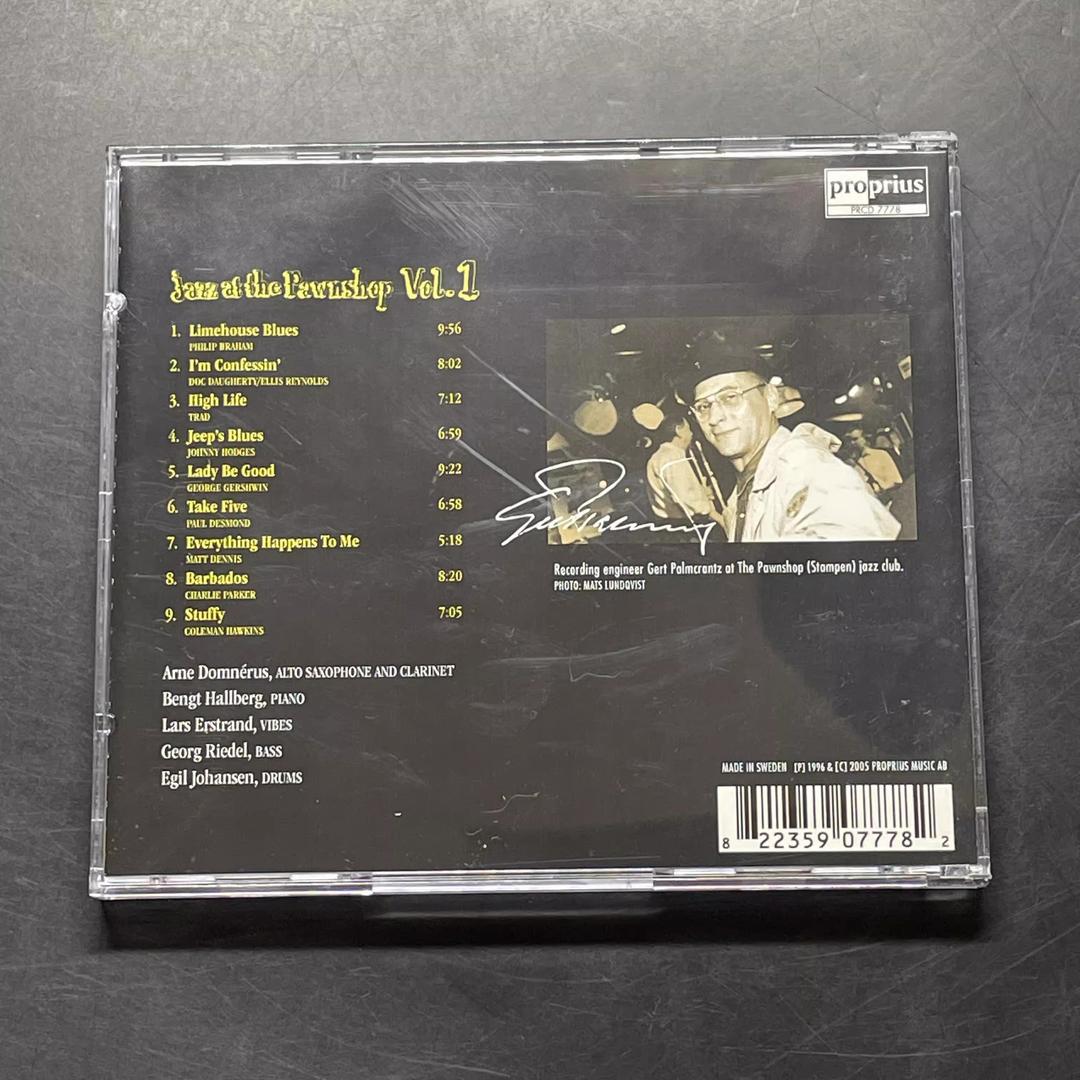 proprius
PRCD 7778
Jazz at the Pawnshop Vol.1
1. Limehouse Blues 9:56
PHILIP BRAHAM
2. I'm Confessin' 8:02
DOC DAUGHERTY/ELLIS REYNOLDS
3. High Life 7:12
TRAD
4. Jeep's Blues 6:59
JOHNNY HODGES
5. Lady Be Good 9:22
GEORGE GERSHWIN
6. Take Five 6:58
PAUL DESMOND
7. Everything Happens To Me 5:18
MATT DENNIS
8. Barbados 8:20
CHARLIE PARKER
9. Stuffy 7:05
COLEMAN HAWKINS
Arne Domnérus, ALTO SAXOPHONE AND CLARINET
Bengt Hallberg, PIANO
Lars Erstrand, VIBES
Georg Riedel, BASS
Egil Johansen, DRUMS
Recording engineer Gert Palmcrantz at The Pawnshop (Stampen) jazz club.
PHOTO: MATS LUNDQVIST
MADE IN SWEDEN [P] 1996 & [C] 2005 PROPRIUS MUSIC AB
8 22359 07778 2